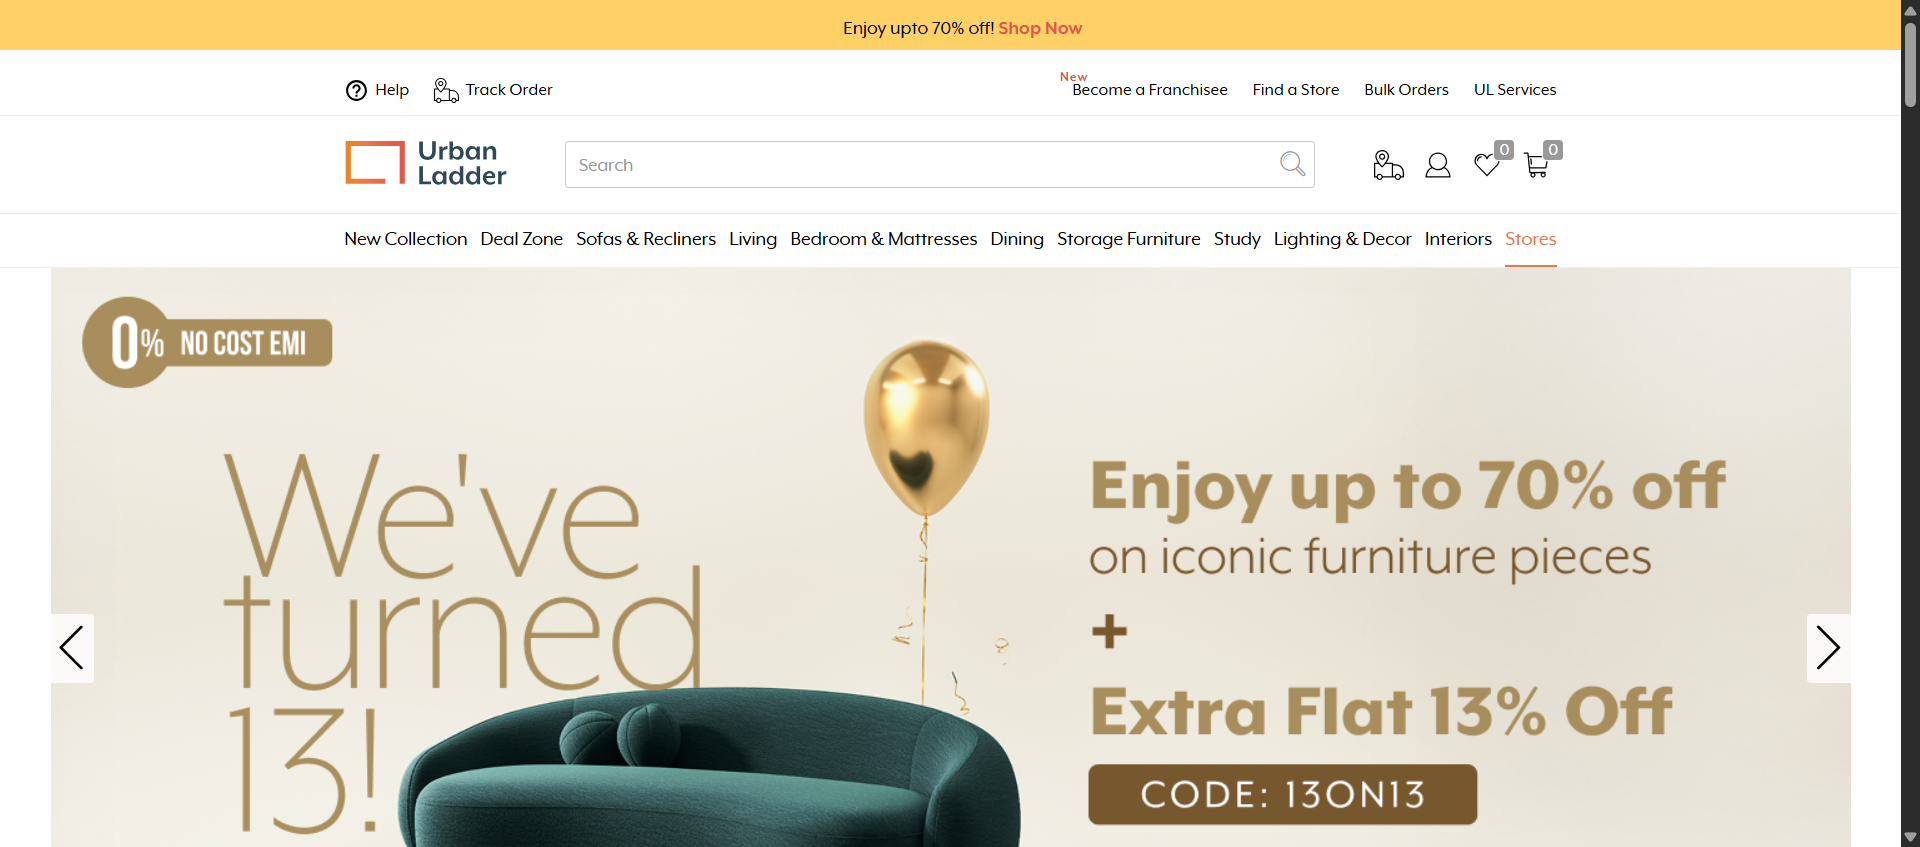 Enjoy upto 70% off! Shop Now
Help
Track Order
New
Become a Franchisee
Find a Store
Bulk Orders
UL Services
Urban
Ladder
Search
0
0
New Collection
Deal Zone
Sofas & Recliners
Living
Bedroom & Mattresses
Dining
Storage Furniture
Study
Lighting & Decor
Interiors
Stores
0% NO COST EMI
We've
turned
13!
Enjoy up to 70% off
on iconic furniture pieces
+
Extra Flat 13% Off
CODE: 13ON13